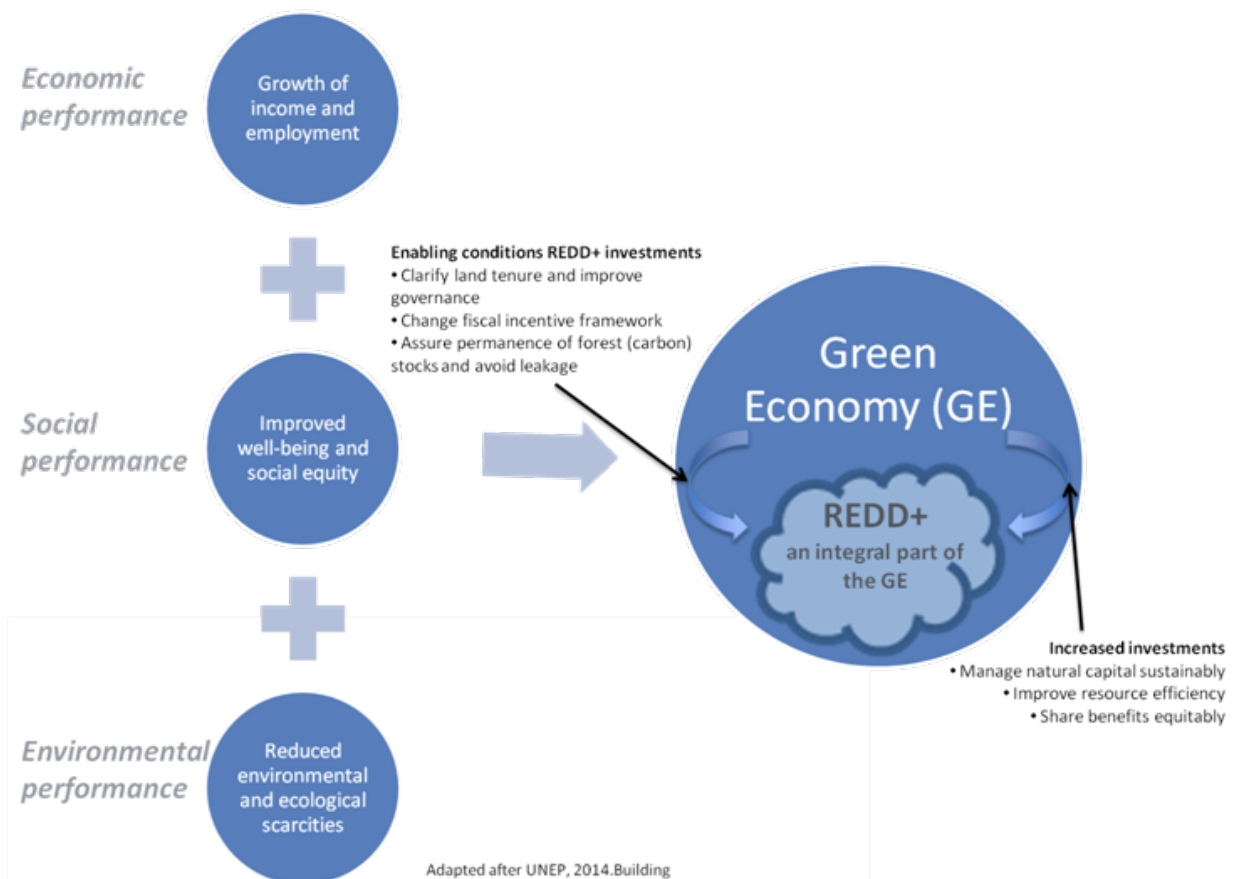 Economic
performance
Growth of
income and
employment
Enabling conditions REDD+ investments
• Clarify land tenure and improve
governance
• Change fiscal incentive framework
• Assure permanence of forest (carbon)
stocks and avoid leakage
Green
Economy (GE)
Social
performance
Improved
well-being and
social equity
REDD+
an integral part of
the GE
Increased investments
• Manage natural capital sustainably
• Improve resource efficiency
• Share benefits equitably
Environmental
performance
Reduced
environmental
and ecological
scarcities
Adapted after UNEP, 2014.Building